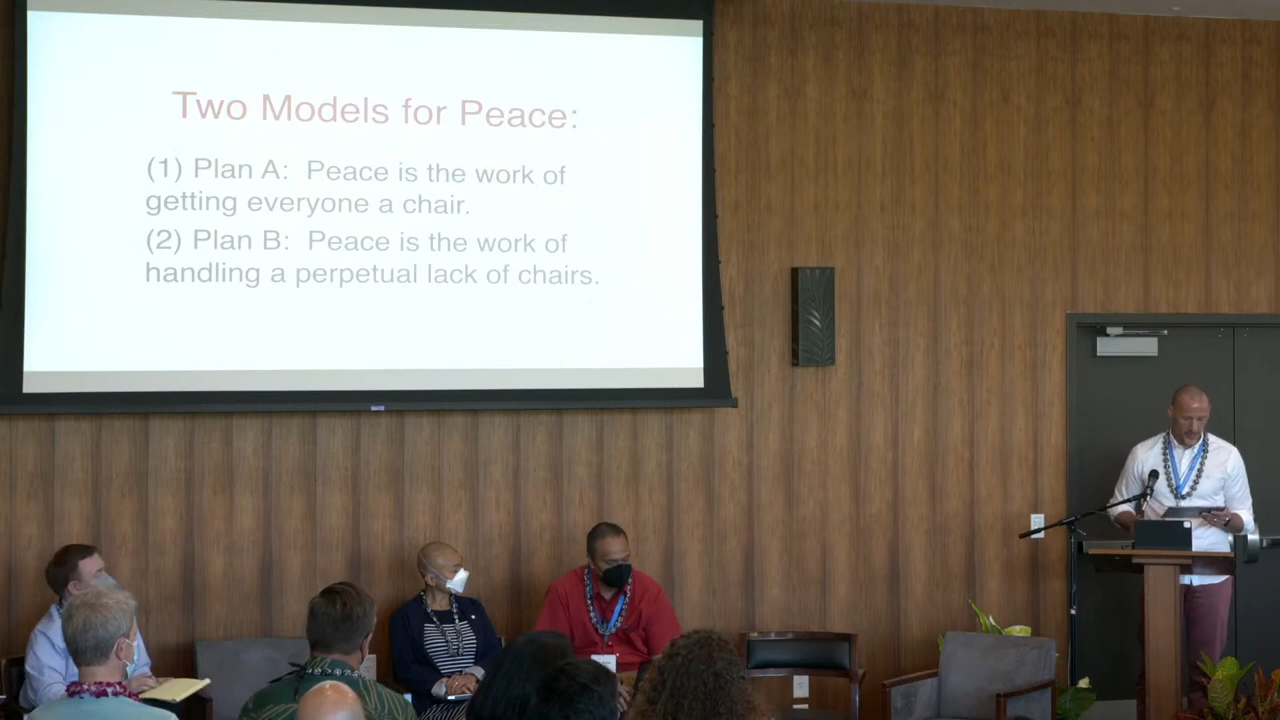 Two Models for Peace:
(1) Plan A: Peace is the work of
getting everyone a chair.
(2) Plan B: Peace is the work of
handling a perpetual lack of chairs.